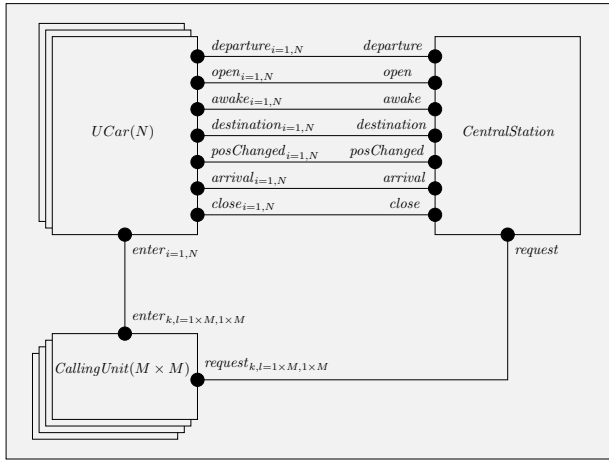 departure_{i=1,N} departure
open_{i=1,N} open
awake_{i=1,N} awake
UCar(N) destination_{i=1,N} destination CentralStation
posChanged_{i=1,N} posChanged
arrival_{i=1,N} arrival
close_{i=1,N} close
enter_{i=1,N} request
enter_{k,l=1×M,1×M}
CallingUnit(M × M) request_{k,l=1×M,1×M}